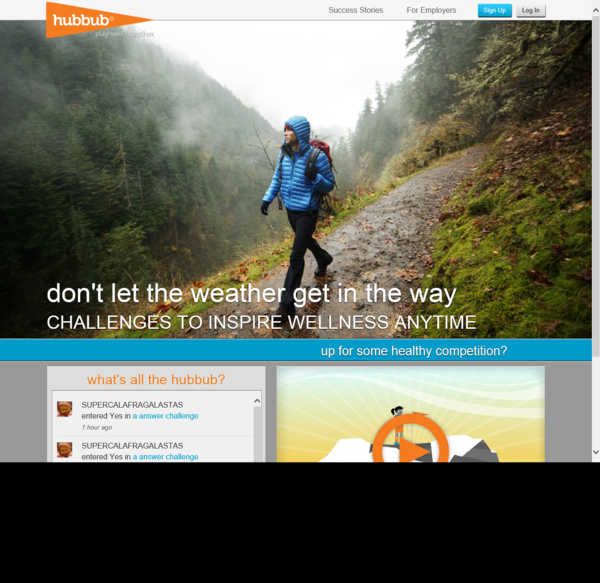 Success Stories
For Employers
Sign Up
Log In
hubbub®
play well together.
don't let the weather get in the way
CHALLENGES TO INSPIRE WELLNESS ANYTIME
up for some healthy competition?
what's all the hubbub?
SUPERCALAFRAGALASTAS
entered Yes in a answer challenge
1 hour ago
SUPERCALAFRAGALASTAS
entered Yes in a answer challenge